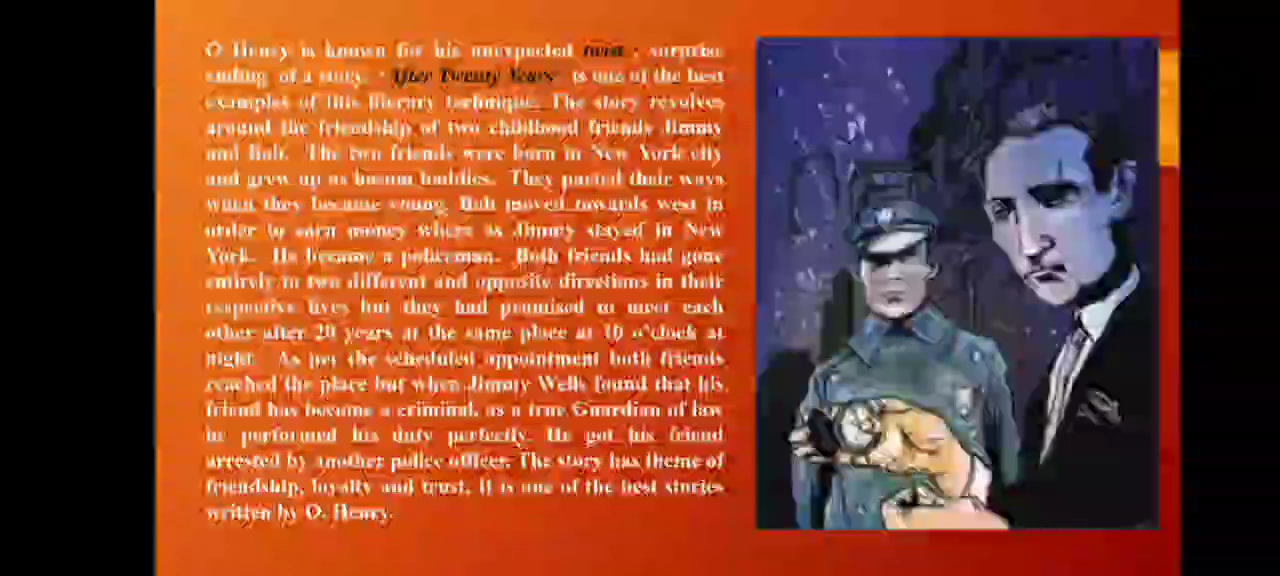 O Henry is known for his unexpected twist - surprise
ending of a story. "After Twenty Years" is one of the best
examples of this literary technique. The story revolves
around the friendship of two childhood friends Jimmy
and Bob. The two friends were born in New York city
and grew up as bosom buddies. They parted their ways
when they became young. Bob moved towards west in
order to earn money where as Jimmy stayed in New
York. He became a policeman. Both friends had gone
entirely in two different and opposite directions in their
respective lives but they had promised to meet each
other after 20 years at the same place at 10 o'clock at
night. As per the scheduled appointment both friends
reached the place but when Jimmy Wells found that his
friend has become a criminal, as a true Guardian of law
he performed his duty perfectly. He got his friend
arrested by another police officer. The story has theme of
friendship, loyalty and trust. It is one of the best stories
written by O. Henry.